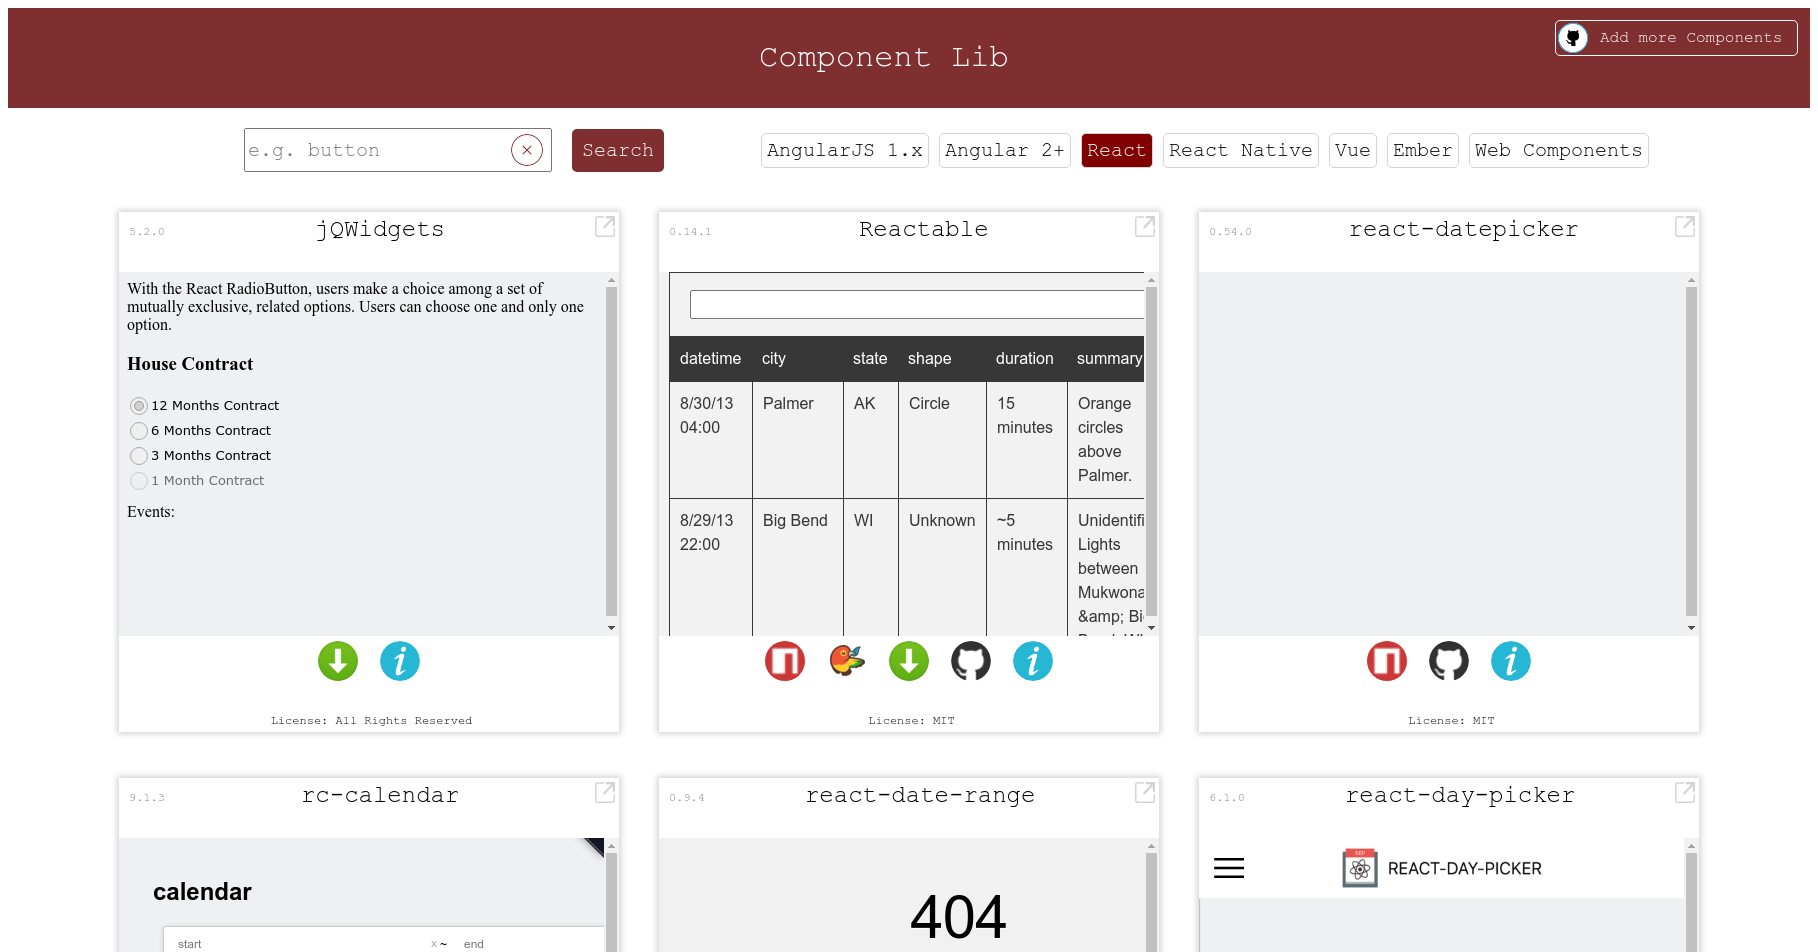 Component Lib
Add more Components
e.g. button
Search
AngularJS 1.x
Angular 2+
React
React Native
Vue
Ember
Web Components
5.2.0
jQWidgets
With the React RadioButton, users make a choice among a set of
mutually exclusive, related options. Users can choose one and only one
option.
House Contract
12 Months Contract
6 Months Contract
3 Months Contract
1 Month Contract
Events:
License: All Rights Reserved
0.14.1
Reactable
datetime city state shape duration summary
8/30/13 Palmer AK Circle 15 Orange
04:00 minutes circles
above
Palmer.
8/29/13 Big Bend WI Unknown ~5 Unidentifi
22:00 minutes Lights
between
Mukwona
&amp; Bi
License: MIT
0.54.0
react-datepicker
License: MIT
9.1.3
rc-calendar
calendar
start x ~ end
0.9.4
react-date-range
404
6.1.0
react-day-picker
SEP
REACT-DAY-PICKER